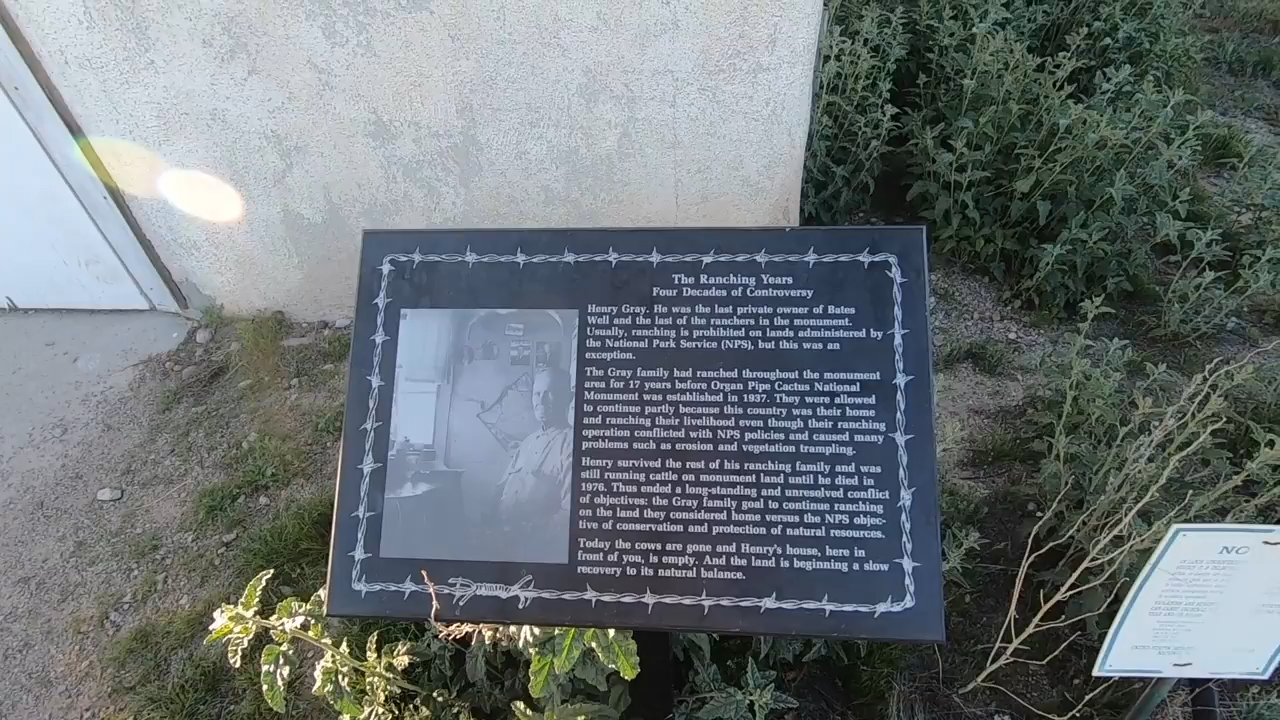 The Ranching Years
Four Decades of Controversy
Henry Gray. He was the last private owner of Bates
Well and the last of the ranchers in the monument.
Usually, ranching is prohibited on lands administered by
the National Park Service (NPS), but this was an
exception.
The Gray family had ranched throughout the monument
area for 17 years before Organ Pipe Cactus National
Monument was established in 1937. They were allowed
to continue partly because this country was their home
and ranching their livelihood even though their ranching
operation conflicted with NPS policies and caused many
problems such as erosion and vegetation trampling.
Henry survived the rest of his ranching family and was
still running cattle on monument land until he died in
1976. Thus ended a long-standing and unresolved conflict
of objectives: the Gray family goal to continue ranching
on the land they considered home versus the NPS objec-
tive of conservation and protection of natural resources.
Today the cows are gone and Henry's house, here in
front of you, is empty. And the land is beginning a slow
recovery to its natural balance.